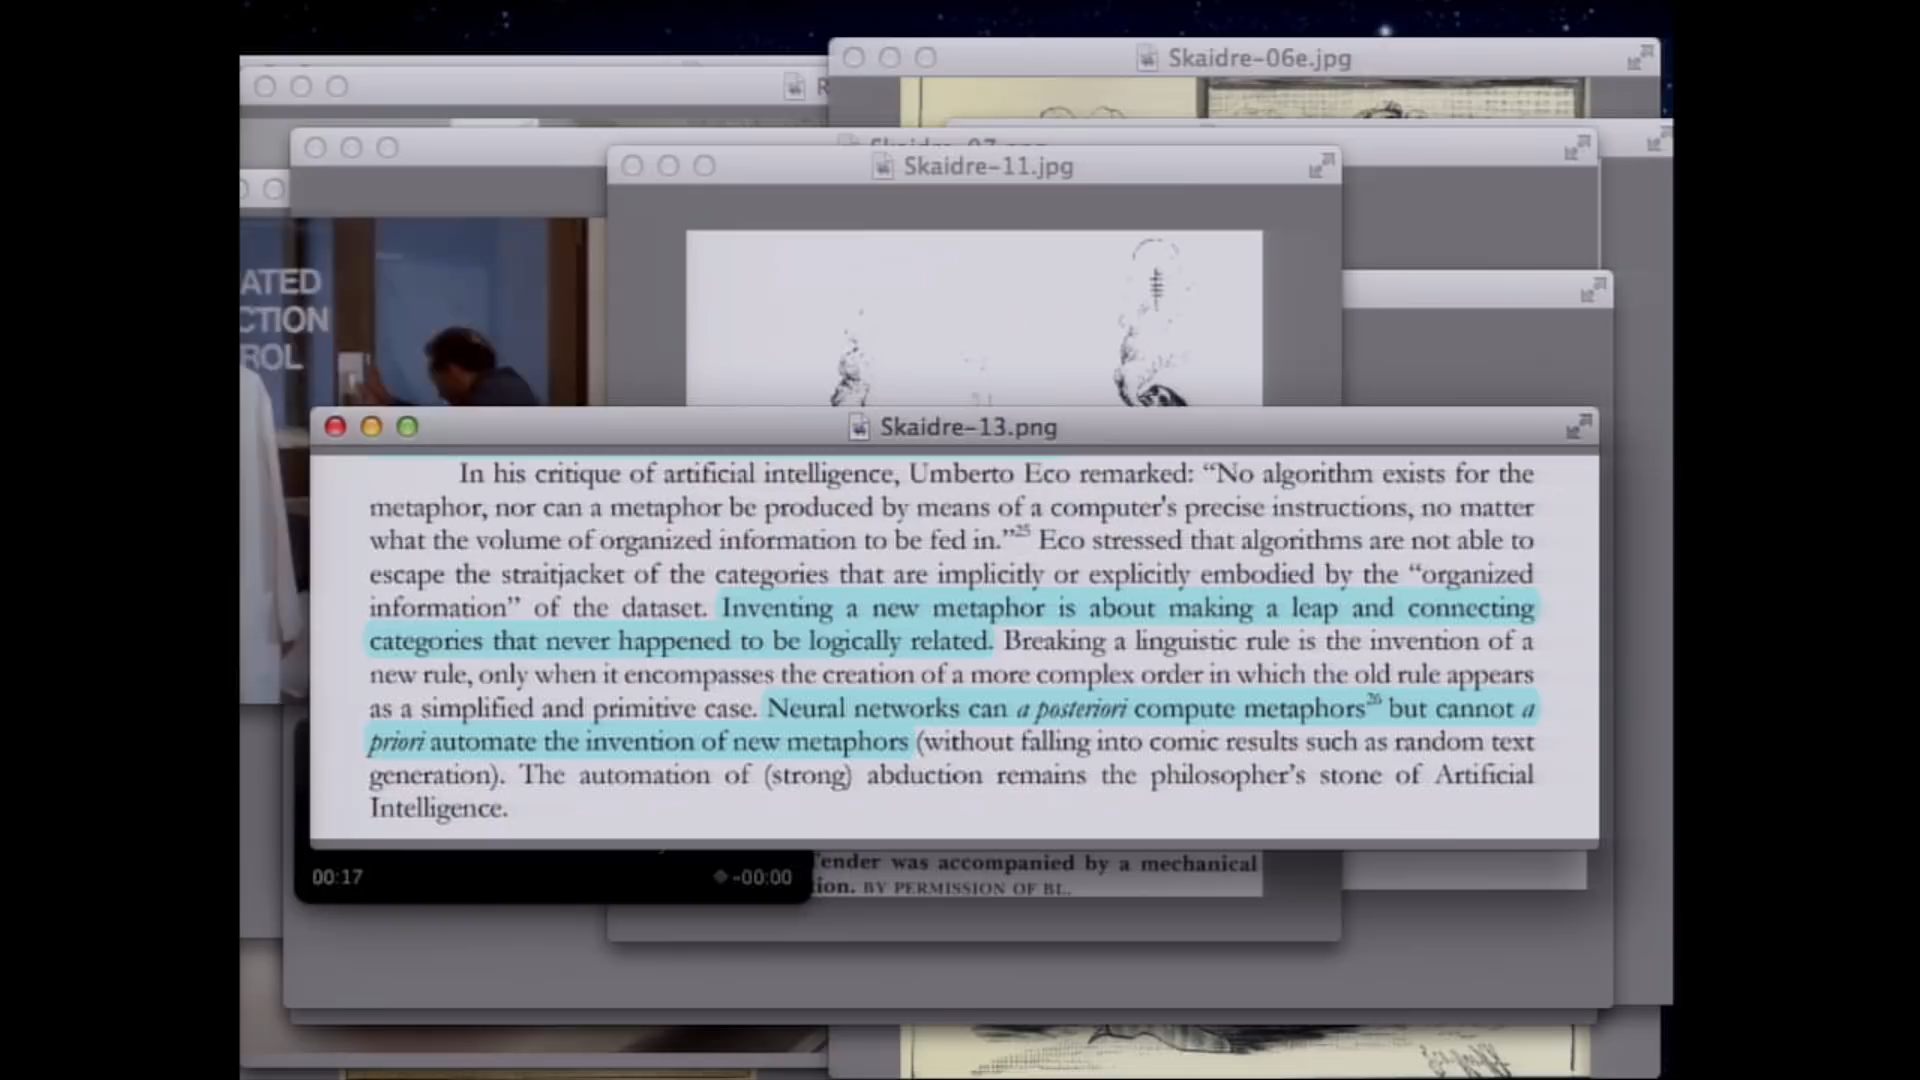 Skaidre-06e.jpg
R
Skaidre-07.png
Skaidre-11.jpg
ATED
CTION
ROL
Skaidre-13.png
In his critique of artificial intelligence, Umberto Eco remarked: “No algorithm exists for the
metaphor, nor can a metaphor be produced by means of a computer's precise instructions, no matter
what the volume of organized information to be fed in.”25 Eco stressed that algorithms are not able to
escape the straitjacket of the categories that are implicitly or explicitly embodied by the “organized
information” of the dataset. Inventing a new metaphor is about making a leap and connecting
categories that never happened to be logically related. Breaking a linguistic rule is the invention of a
new rule, only when it encompasses the creation of a more complex order in which the old rule appears
as a simplified and primitive case. Neural networks can a posteriori compute metaphors26 but cannot a
priori automate the invention of new metaphors (without falling into comic results such as random text
generation). The automation of (strong) abduction remains the philosopher’s stone of Artificial
Intelligence.
ender was accompanied by a mechanical
00:17
-00:00
ion. BY PERMISSION OF BL.